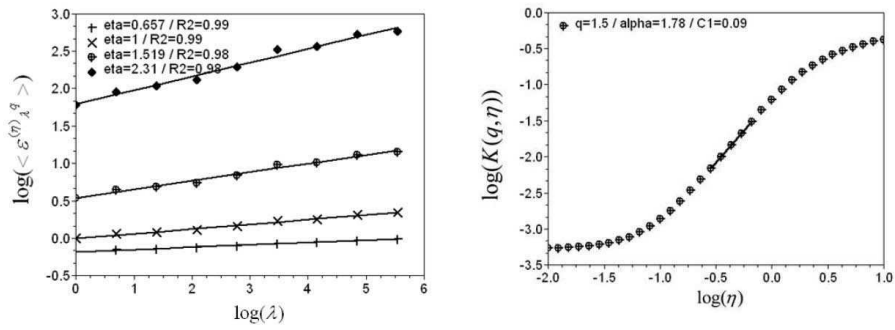 eta=0.657 / R2=0.99
eta=1 / R2=0.99
eta=1.519 / R2=0.98
eta=2.31 / R2=0.98
log(< ε^(η)_λ^q >)
3.0
2.5
2.0
1.5
1.0
0.5
0.0
-0.5
0 1 2 3 4 5 6
log(λ)
q=1.5 / alpha=1.78 / C1=0.09
log(K(q,η))
0.0
-0.5
-1.0
-1.5
-2.0
-2.5
-3.0
-3.5
-2.0 -1.5 -1.0 -0.5 0.0 0.5 1.0
log(η)